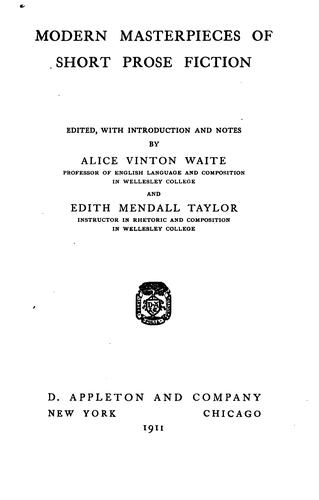 MODERN MASTERPIECES OF
SHORT PROSE FICTION
EDITED, WITH INTRODUCTION AND NOTES
BY
ALICE VINTON WAITE
PROFESSOR OF ENGLISH LANGUAGE AND COMPOSITION
IN WELLESLEY COLLEGE
AND
EDITH MENDALL TAYLOR
INSTRUCTOR IN RHETORIC AND COMPOSITION
IN WELLESLEY COLLEGE
D. APPLETON AND COMPANY
NEW YORK CHICAGO
1911